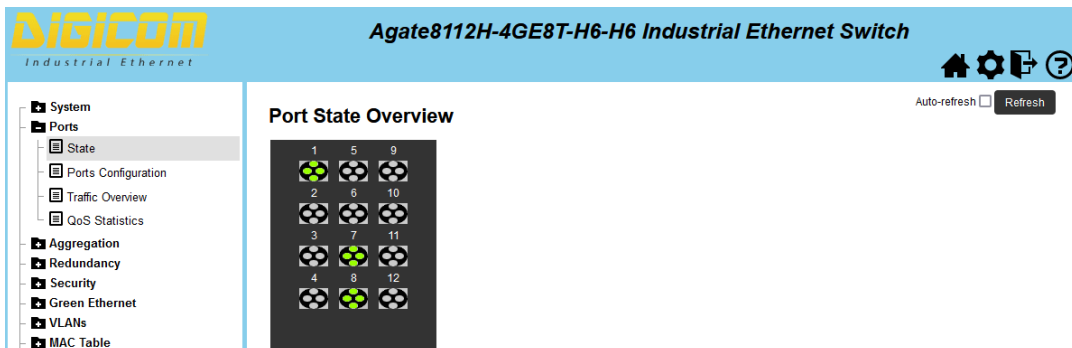 DIGICOM
Industrial Ethernet
Agate8112H-4GE8T-H6-H6 Industrial Ethernet Switch
System
Ports
State
Ports Configuration
Traffic Overview
QoS Statistics
Aggregation
Redundancy
Security
Green Ethernet
VLANs
MAC Table
Auto-refresh Refresh
Port State Overview
1 5 9
2 6 10
3 7 11
4 8 12